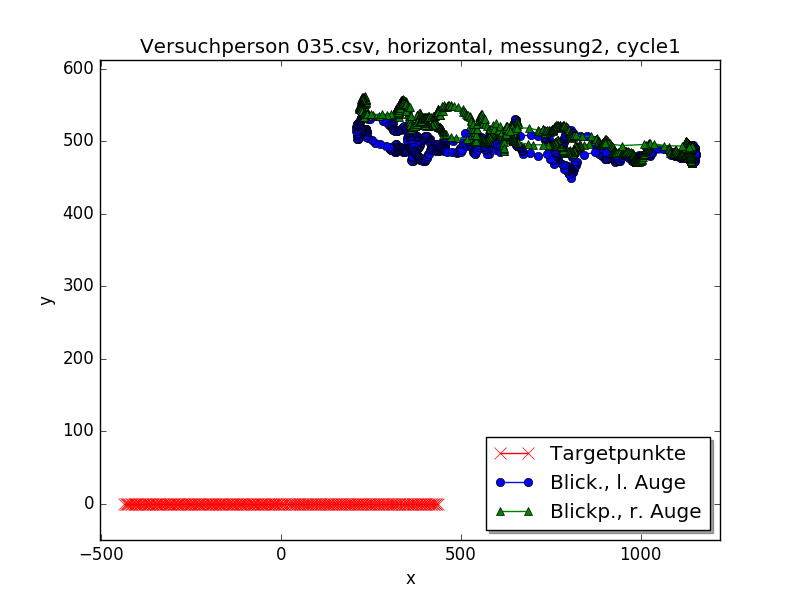 Versuchperson 035.csv, horizontal, messung2, cycle1
600
500
400
300
200
100
0
y
−500
0
500
1000
x
Targetpunkte
Blick., l. Auge
Blickp., r. Auge